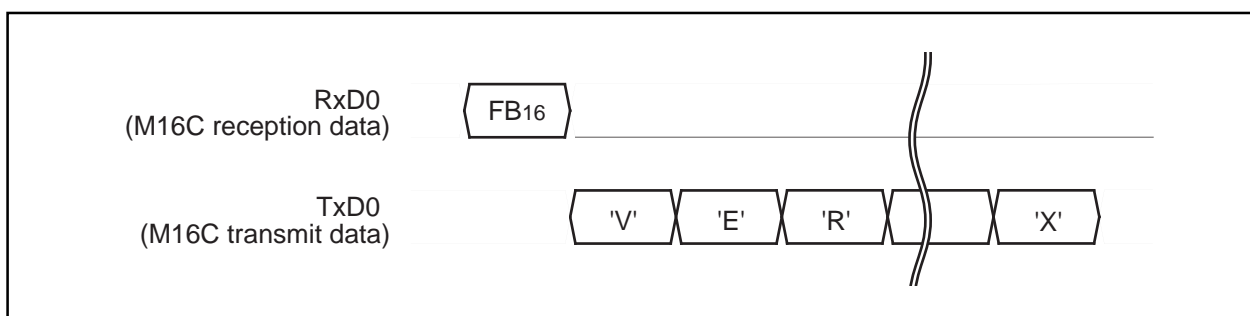 RxD0
(M16C reception data)
FB16
TxD0
(M16C transmit data)
'V' 'E' 'R' 'X'